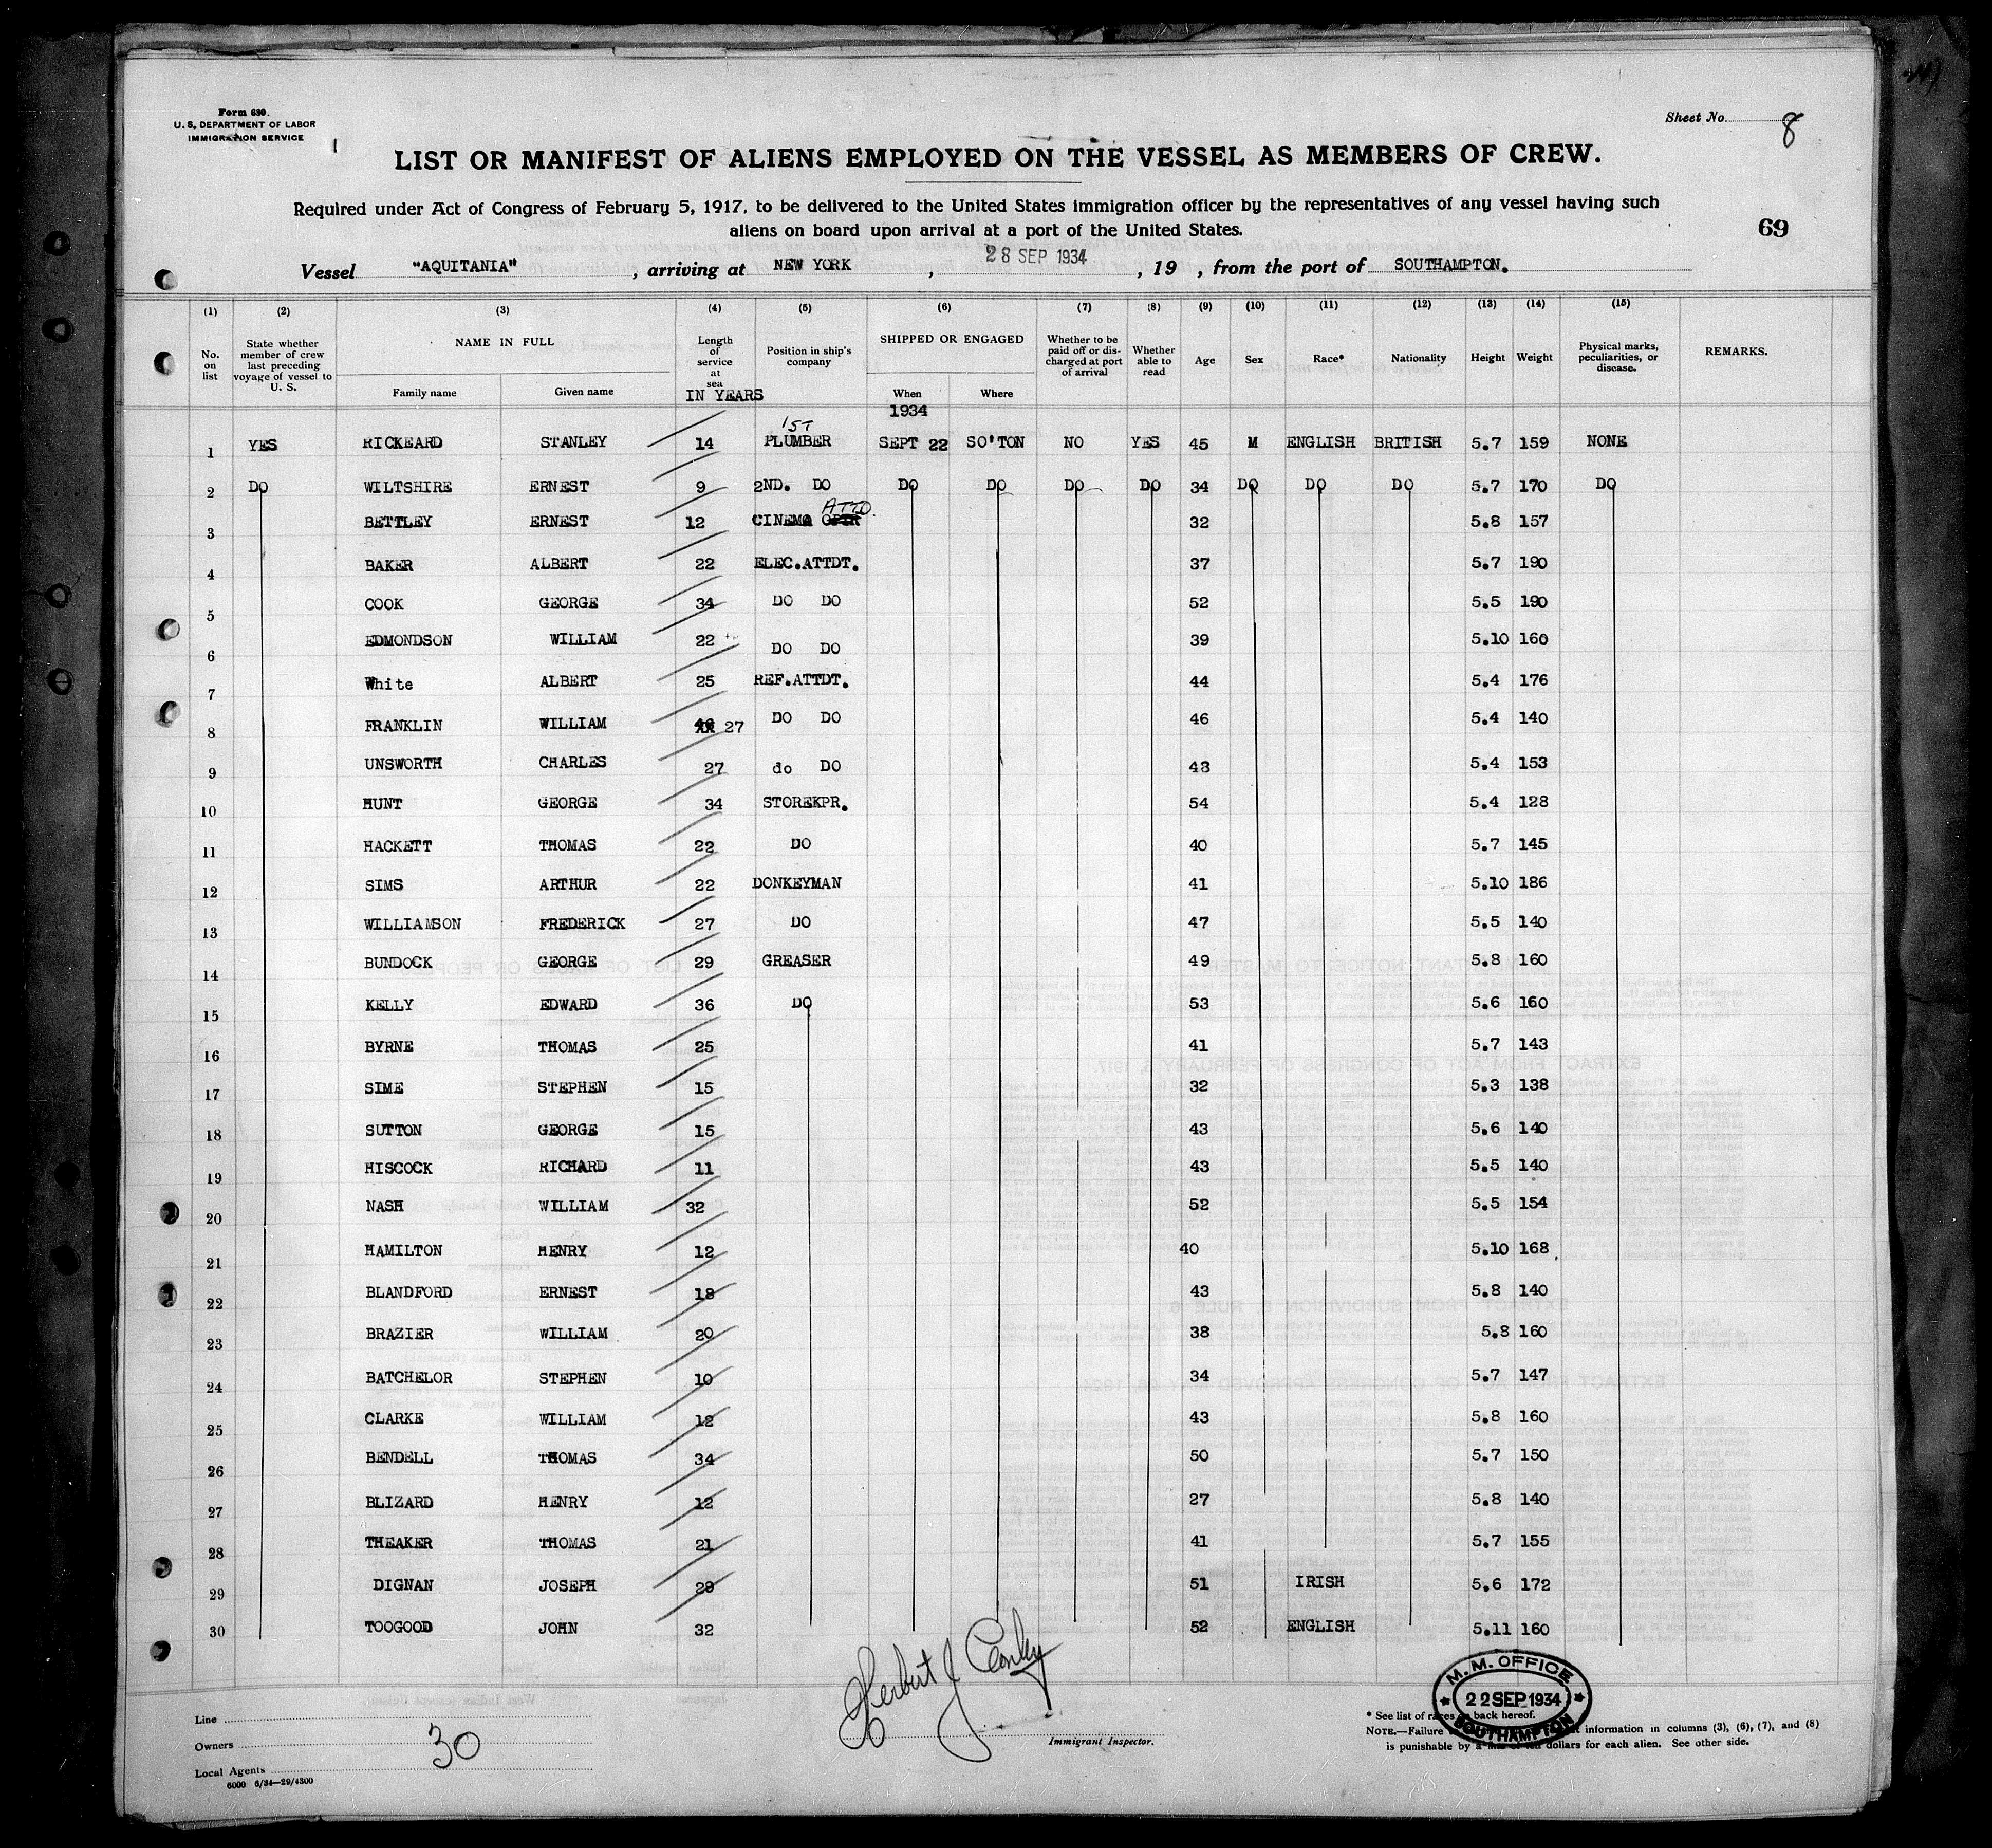 Form 680.
U. S. DEPARTMENT OF LABOR
IMMIGRATION SERVICE
Sheet No. 8
LIST OR MANIFEST OF ALIENS EMPLOYED ON THE VESSEL AS MEMBERS OF CREW.
Required under Act of Congress of February 5, 1917, to be delivered to the United States immigration officer by the representatives of any vessel having such
aliens on board upon arrival at a port of the United States.
69
Vessel "AQUITANIA", arriving at NEW YORK, 28 SEP 1934, 19 , from the port of SOUTHAMPTON.
(1) (2) (3) (4) (5) (6) (7) (8) (9) (10) (11) (12) (13) (14) (15)
No. on list | State whether member of crew last preceding voyage of vessel to U. S. | NAME IN FULL Family name Given name | Length of service at sea IN YEARS | Position in ship's company | SHIPPED OR ENGAGED When 1934 Where | Whether to be paid off or discharged at port of arrival | Whether able to read | Age | Sex | Race* | Nationality | Height | Weight | Physical marks, peculiarities, or disease. | REMARKS.
1 YES RICKEARD STANLEY 14 1ST PLUMBER SEPT 22 SO'TON NO YES 45 M ENGLISH BRITISH 5.7 159 NONE
2 DO WILTSHIRE ERNEST 9 2ND. DO DO DO DO DO 34 DO DO DO 5.7 170 DO
3 BETTLEY ERNEST 12 CINEMA ATTD. 32 5.8 157
4 BAKER ALBERT 22 ELEC.ATTDT. 37 5.7 190
5 COOK GEORGE 34 DO DO 52 5.5 190
6 EDMONDSON WILLIAM 22 DO DO 39 5.10 160
7 White ALBERT 25 REF.ATTDT. 44 5.4 176
8 FRANKLIN WILLIAM 27 DO DO 46 5.4 140
9 UNSWORTH CHARLES 27 do DO 48 5.4 153
10 HUNT GEORGE 34 STOREKPR. 54 5.4 128
11 HACKETT THOMAS 22 DO 40 5.7 145
12 SIMS ARTHUR 22 DONKEYMAN 41 5.10 186
13 WILLIAMSON FREDERICK 27 DO 47 5.5 140
14 BUNDOCK GEORGE 29 GREASER 49 5.8 160
15 KELLY EDWARD 36 DO 53 5.6 160
16 BYRNE THOMAS 25 41 5.7 143
17 SIME STEPHEN 15 32 5.3 138
18 SUTTON GEORGE 15 43 5.6 140
19 HISCOCK RICHARD 11 43 5.5 140
20 NASH WILLIAM 32 52 5.5 154
21 HAMILTON HENRY 12 40 5.10 168
22 BLANDFORD ERNEST 18 43 5.8 140
23 BRAZIER WILLIAM 20 38 5.8 160
24 BATCHELOR STEPHEN 10 34 5.7 147
25 CLARKE WILLIAM 12 43 5.8 160
26 BENDELL THOMAS 34 50 5.7 150
27 BLIZARD HENRY 12 27 5.8 140
28 THEAKER THOMAS 21 41 5.7 155
29 DIGNAN JOSEPH 29 51 IRISH 5.6 172
30 TOOGOOD JOHN 32 52 ENGLISH 5.11 160
Herbert J
Immigrant Inspector.
M. M. OFFICE
22 SEP 1934
SOUTHAMPTON
Line
Owners
30
Local Agents
6000 6/34—29/4300
* See list of races back hereof.
NOTE.—Failure information in columns (3), (6), (7), and (8)
is punishable by a fine of ten dollars for each alien. See other side.